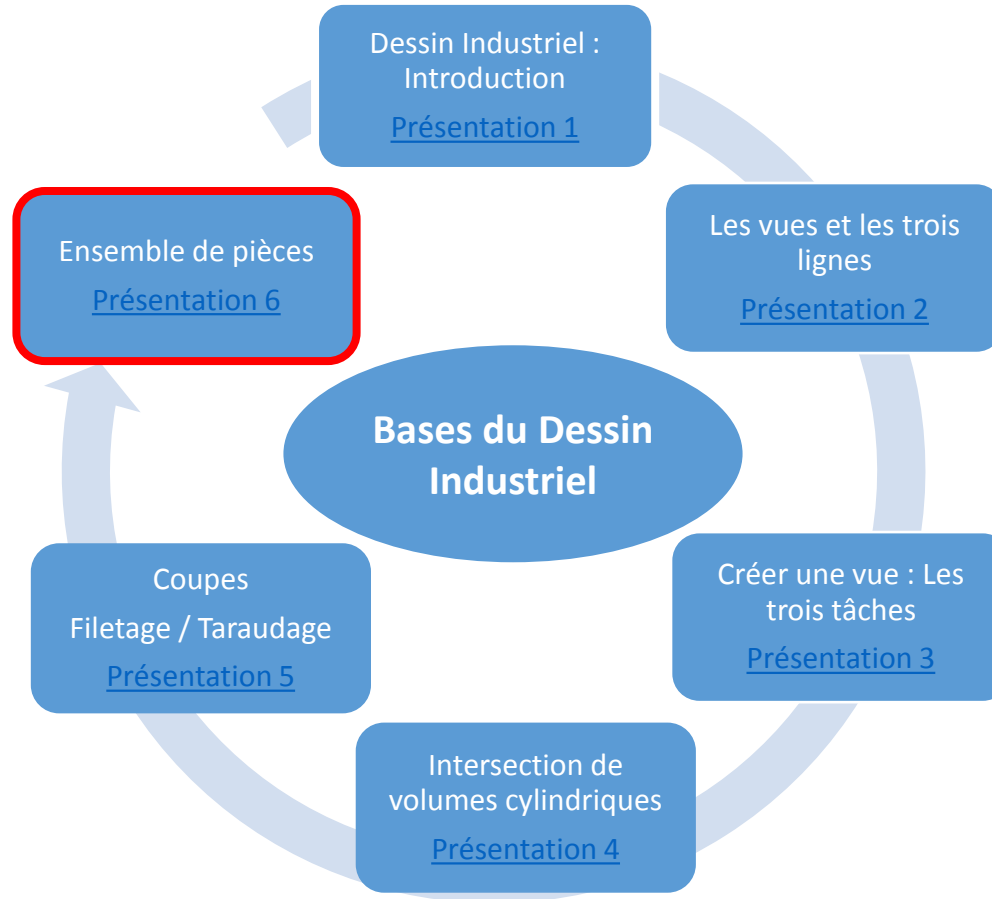 Dessin Industriel :
Introduction
Présentation 1
Les vues et les trois
lignes
Présentation 2
Créer une vue : Les
trois tâches
Présentation 3
Intersection de
volumes cylindriques
Présentation 4
Coupes
Filetage / Taraudage
Présentation 5
Ensemble de pièces
Présentation 6
Bases du Dessin
Industriel